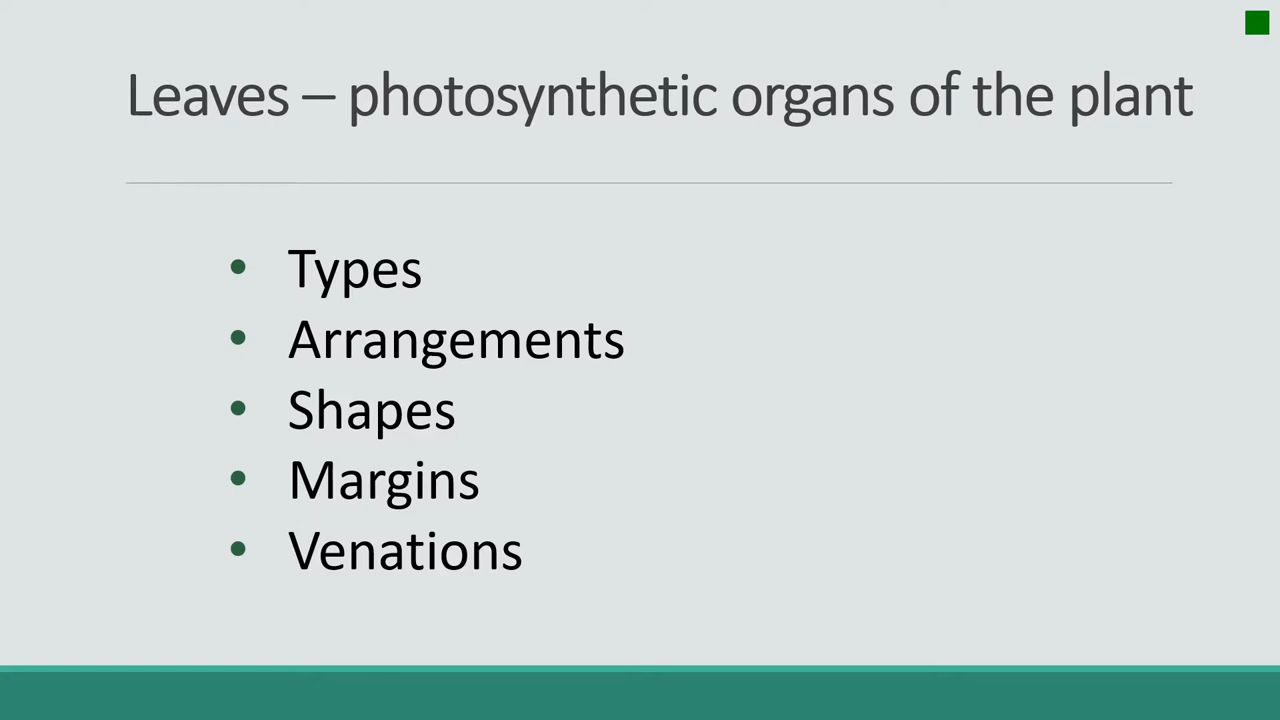 Leaves – photosynthetic organs of the plant
• Types
• Arrangements
• Shapes
• Margins
• Venations